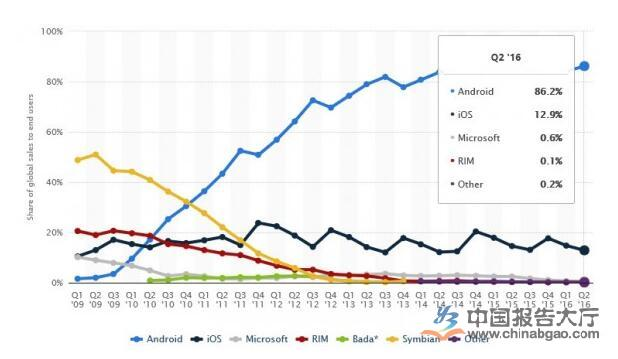 100%
80%
60%
40%
20%
0%
Share of global sales to end users
Q2 '16
Android 86.2%
iOS 12.9%
Microsoft 0.6%
RIM 0.1%
Other 0.2%
Q1 Q2 Q3 Q4 Q1 Q2 Q3 Q4 Q1 Q2 Q3 Q4 Q1 Q2 Q3 Q4 Q1 Q2 Q3 Q4 Q1 Q2 Q3 Q4 Q1 Q2 Q3 Q4 Q1 Q2
'09 '09 '09 '09 '10 '10 '10 '10 '11 '11 '11 '11 '12 '12 '12 '12 '13 '13 '13 '13 '14 '14 '14 '14 '15 '15 '15 '15 '16 '16
Android iOS Microsoft RIM Bada* Symbian* Other
中国报告大厅
www.chinabgao.com